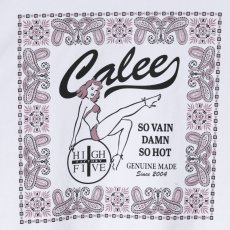 Calee
SO VAIN
DAMN
SO HOT
GENUINE MADE
Since 2004
HIGH
FIVE